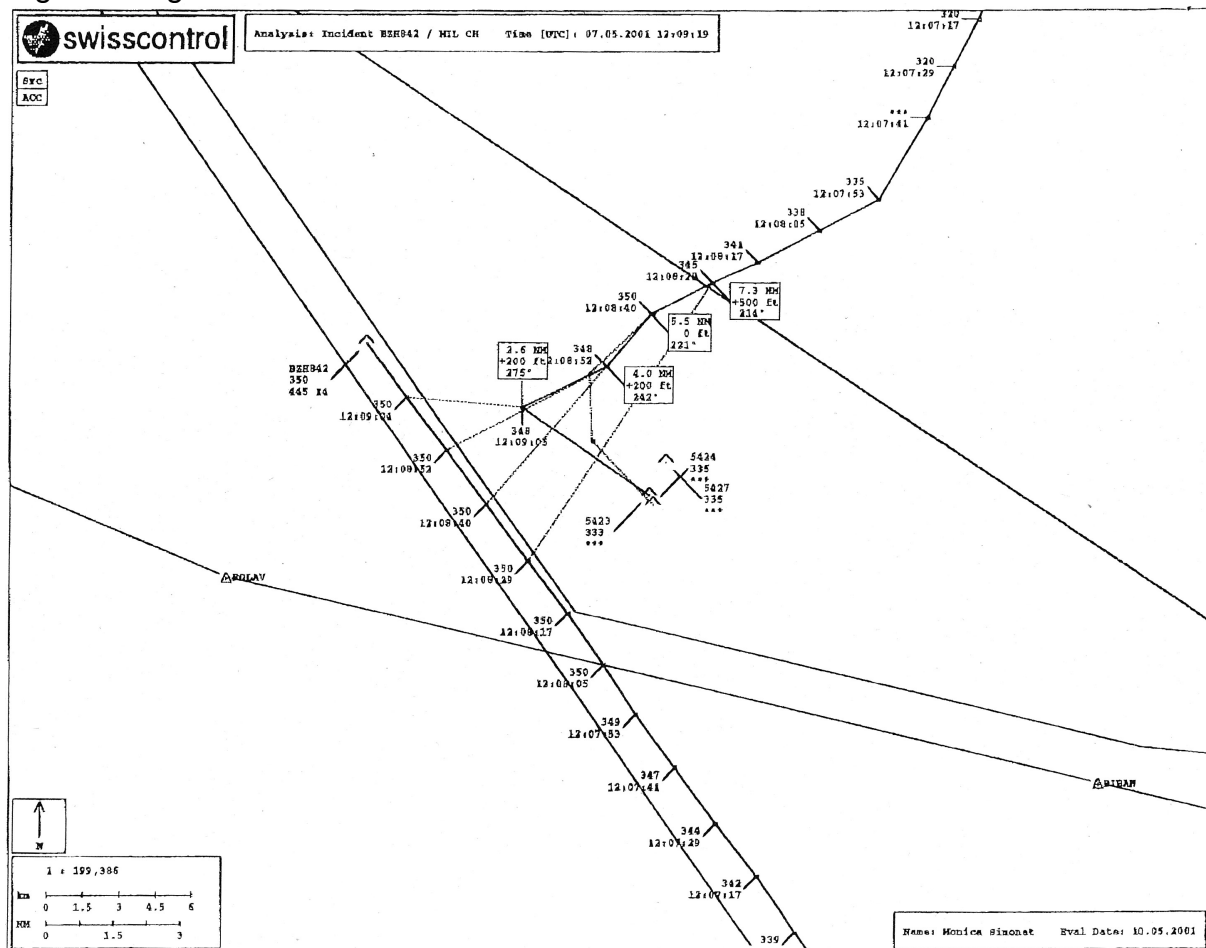 swisscontrol
Analysis: Incident BZH842 / MIL CH Time [UTC]: 07.05.2001 12:09:19
ACC
320
12:07:17
320
12:07:29
***
12:07:41
335
12:07:53
338
12:08:05
341
12:08:17
345
7.3 NM
+500 ft
214°
350
12:08:40
5.5 NM
0 ft
221°
348
12:08:52
2.6 NM
+200 ft
275°
4.0 NM
+200 ft
242°
348
12:09:05
BZH842
350
445 X4
350
12:09:04
350
12:08:52
350
12:08:40
350
12:08:29
350
12:08:17
350
12:08:05
349
12:07:53
347
12:07:41
344
12:07:29
342
12:07:17
339
5424
335
***
5427
335
***
5423
333
***
N
1 : 199,386
km
0 1.5 3 4.5 6
NM
0 1.5 3
Name: Monica Simonet Eval Date: 10.05.2001